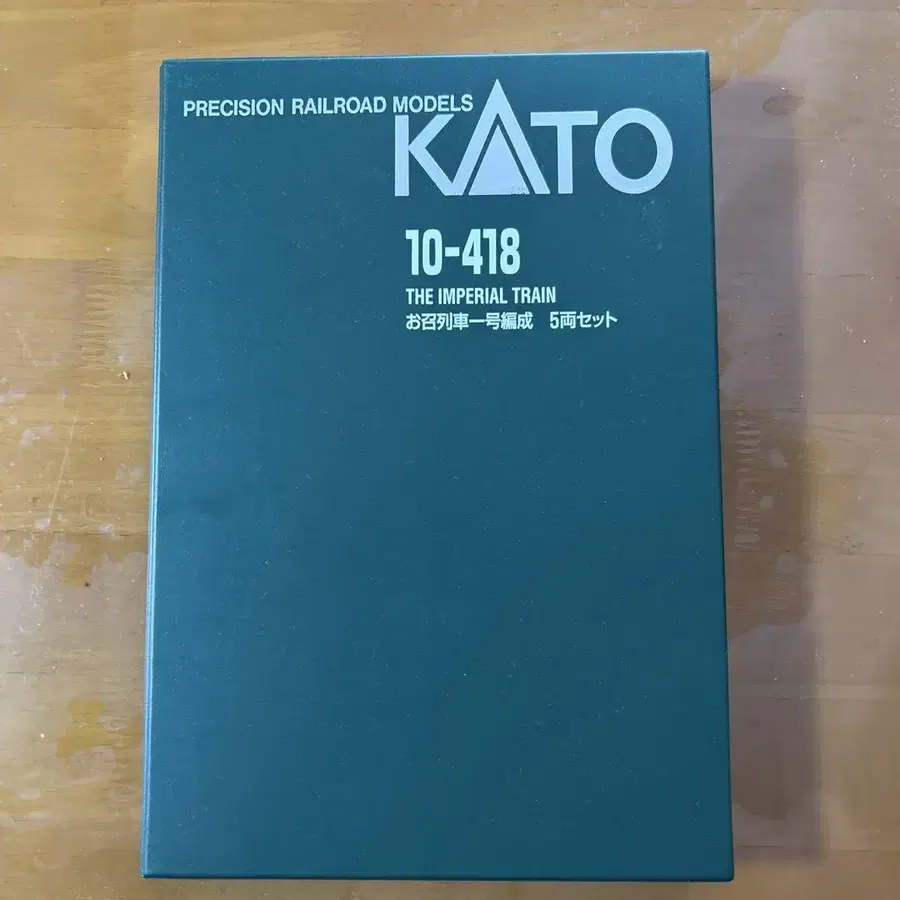 PRECISION RAILROAD MODELS
KATO
10-418
THE IMPERIAL TRAIN
お召列車一号編成 5両セット